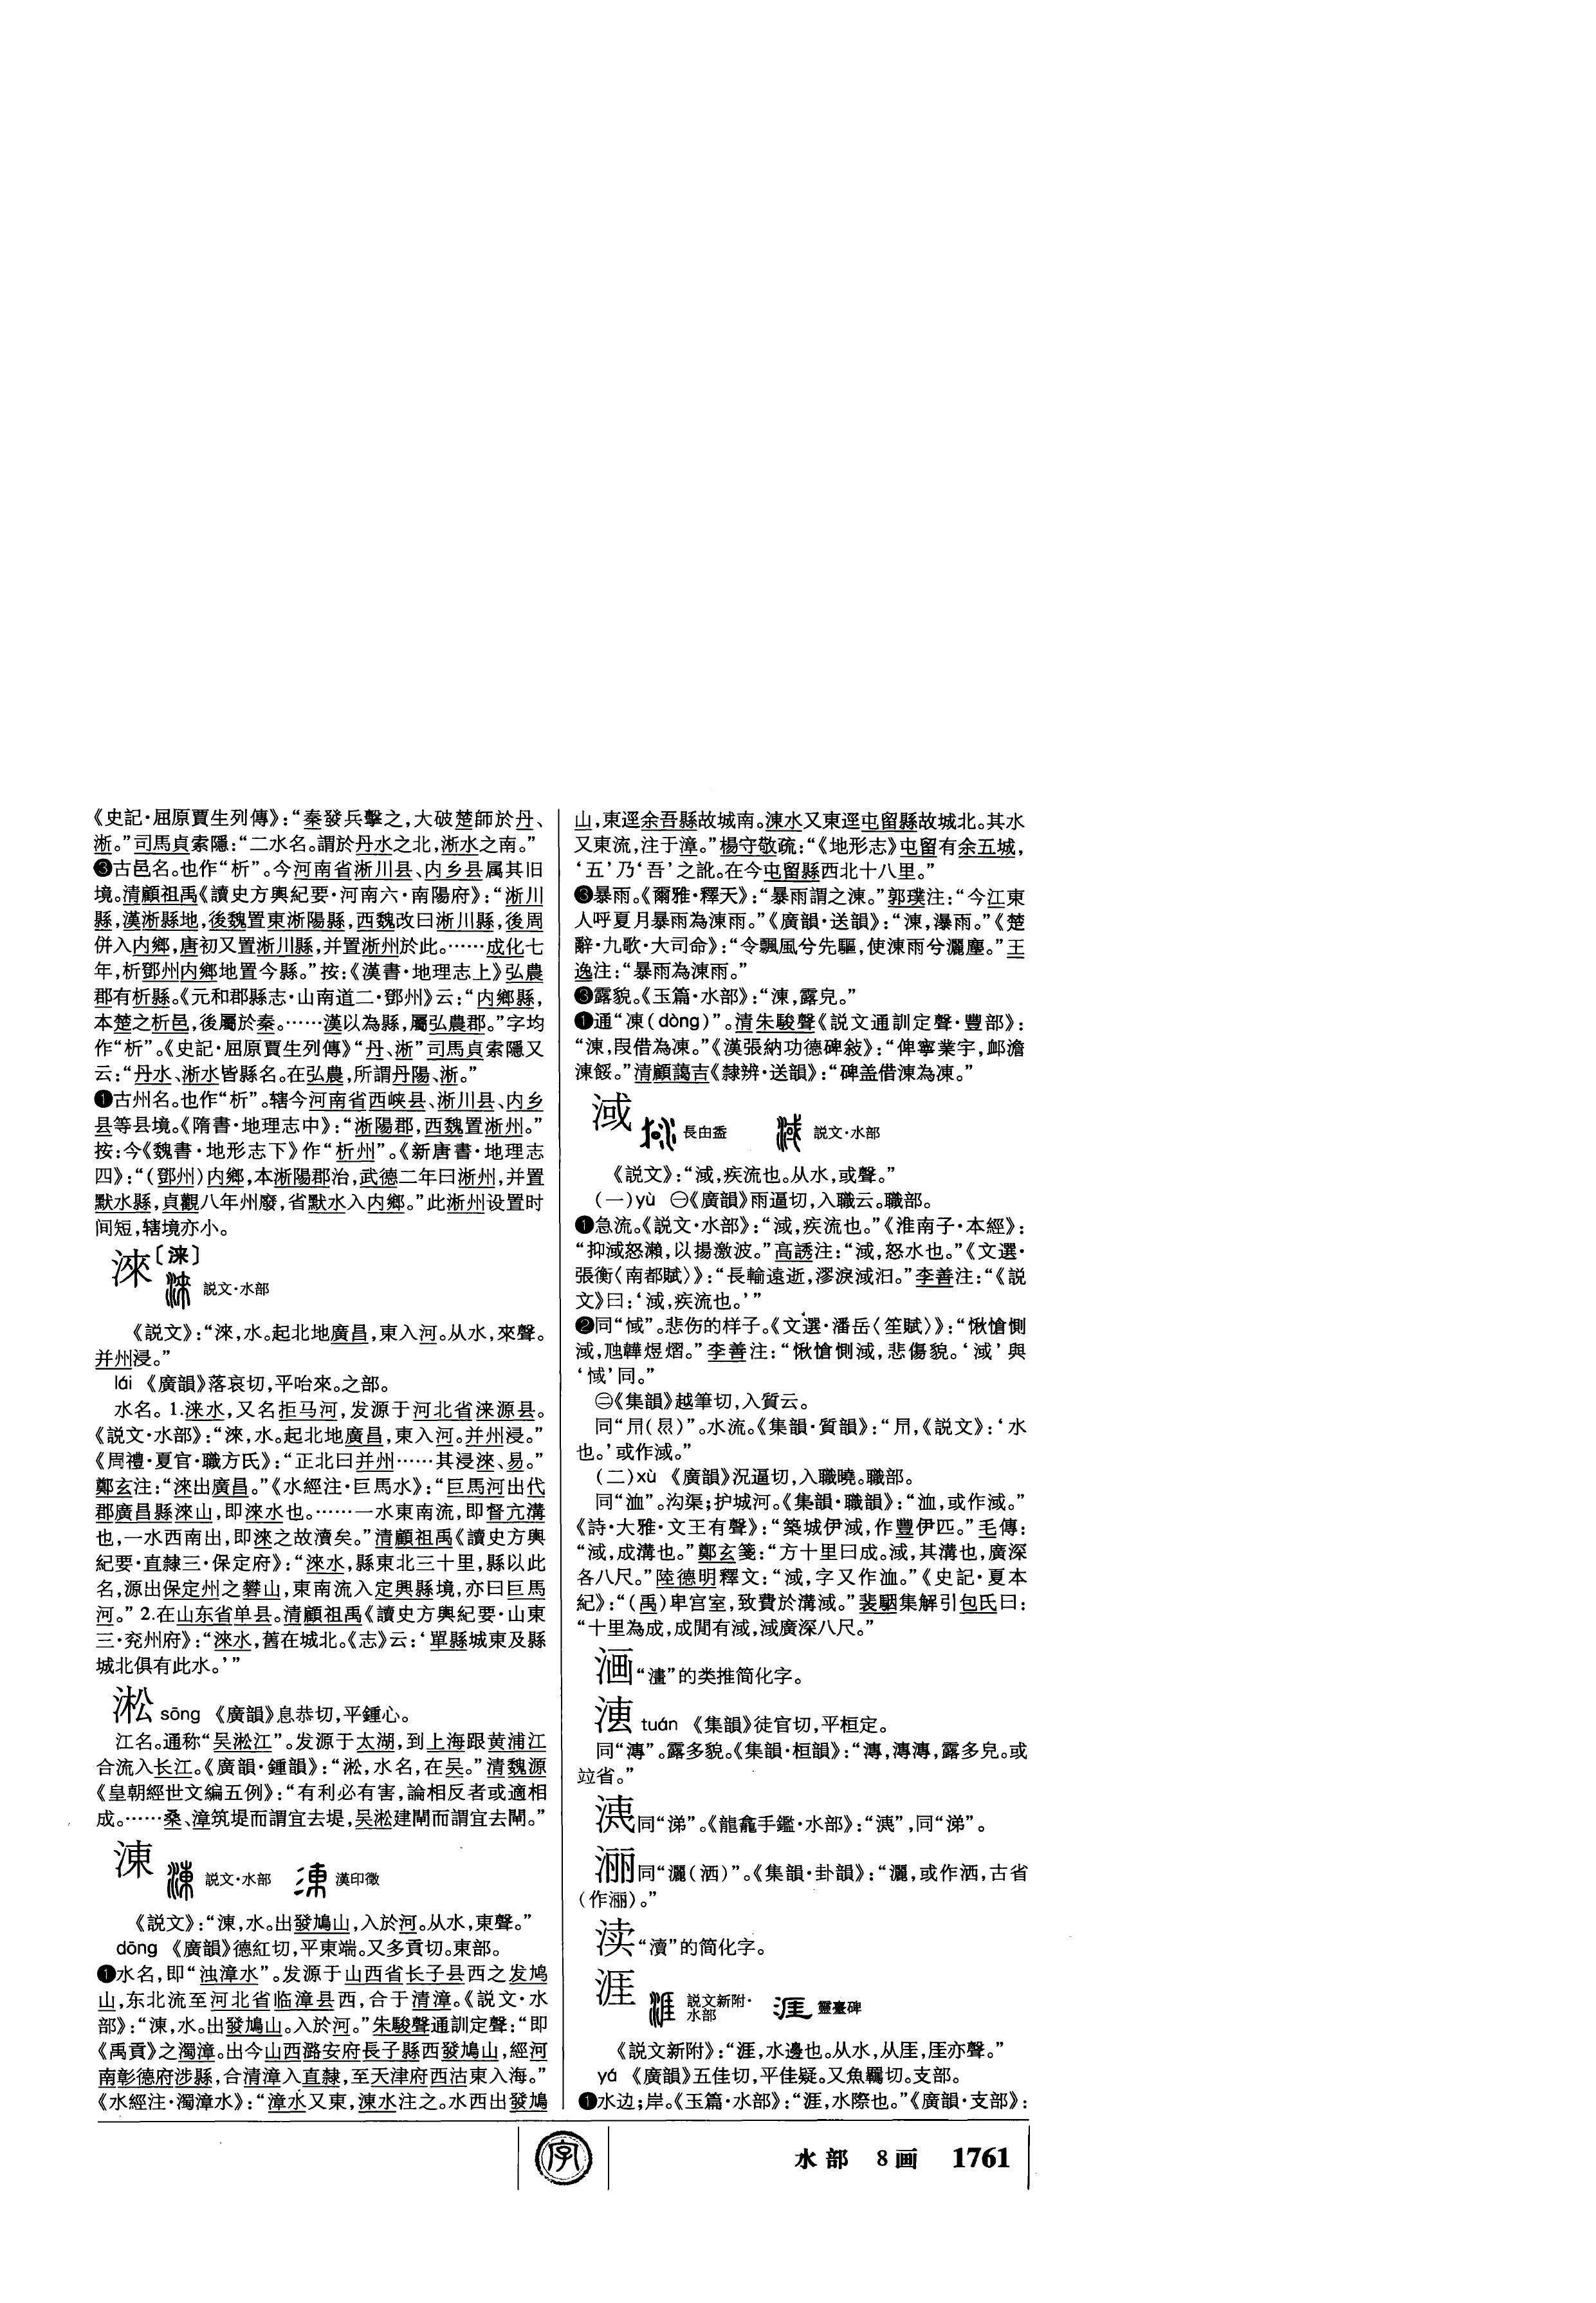 《史記·屈原賈生列傳》：“秦發兵擊之，大破楚師於丹、
淅。”司馬貞索隱：“二水名。謂於丹水之北，淅水之南。”
❸古邑名。也作“析”。今河南省淅川县、内乡县属其旧
境。清顧祖禹《讀史方輿紀要·河南六·南陽府》：“淅川
縣，漢淅縣地，後魏置東淅陽縣，西魏改曰淅川縣，後周
併入内鄉，唐初又置淅川縣，并置淅州於此。……成化七
年，析鄧州内鄉地置今縣。”按：《漢書·地理志上》弘農
郡有析縣。《元和郡縣志·山南道二·鄧州》云：“内鄉縣，
本楚之析邑，後屬於秦。……漢以為縣，屬弘農郡。”字均
作“析”。《史記·屈原賈生列傳》“丹、淅”司馬貞索隱又
云：“丹水、淅水皆縣名。在弘農，所謂丹陽、淅。”
❶古州名。也作“析”。辖今河南省西峡县、淅川县、内乡
县等县境。《隋書·地理志中》：“淅陽郡，西魏置淅州。”
按：今《魏書·地形志下》作“析州”。《新唐書·地理志
四》：“（鄧州）内鄉，本淅陽郡治，武德二年曰淅州，并置
默水縣，貞觀八年州廢，省默水入内鄉。”此淅州设置时
间短，辖境亦小。
淶〔涞〕
説文·水部
《説文》：“淶，水。起北地廣昌，東入河。从水，來聲。
并州浸。”
lái 《廣韻》落哀切，平咍來。之部。
水名。1.涞水，又名拒马河，发源于河北省涞源县。
《説文·水部》：“淶，水。起北地廣昌，東入河。并州浸。”
《周禮·夏官·職方氏》：“正北曰并州……其浸淶、易。”
鄭玄注：“淶出廣昌。”《水經注·巨馬水》：“巨馬河出代
郡廣昌縣淶山，即淶水也。……一水東南流，即督亢溝
也，一水西南出，即淶之故瀆矣。”清顧祖禹《讀史方輿
紀要·直隸三·保定府》：“淶水，縣東北三十里，縣以此
名，源出保定州之礬山，東南流入定興縣境，亦曰巨馬
河。”2.在山东省单县。清顧祖禹《讀史方輿紀要·山東
三·兖州府》：“淶水，舊在城北。《志》云：‘單縣城東及縣
城北俱有此水。’”
淞 sōng 《廣韻》息恭切，平鍾心。
江名。通称“吴淞江”。发源于太湖，到上海跟黄浦江
合流入长江。《廣韻·鍾韻》：“淞，水名，在吴。”清魏源
《皇朝經世文編五例》：“有利必有害，論相反者或適相
成。……桑、漳筑堤而謂宜去堤，吴淞建閘而謂宜去閘。”
涷
説文·水部 漢印徵
《説文》：“涷，水。出發鳩山，入於河。从水，東聲。”
dōng 《廣韻》德紅切，平東端。又多貢切。東部。
❶水名，即“浊漳水”。发源于山西省长子县西之发鸠
山，东北流至河北省临漳县西，合于清漳。《説文·水
部》：“涷，水。出發鳩山。入於河。”朱駿聲通訓定聲：“即
《禹貢》之濁漳。出今山西潞安府長子縣西發鳩山，經河
南彰德府涉縣，合清漳入直隸，至天津府西沽東入海。”
《水經注·濁漳水》：“漳水又東，涷水注之。水西出發鳩
山，東逕余吾縣故城南。涷水又東逕屯留縣故城北。其水
又東流，注于漳。”楊守敬疏：“《地形志》屯留有余五城，
‘五’乃‘吾’之訛。在今屯留縣西北十八里。”
❸暴雨。《爾雅·釋天》：“暴雨謂之涷。”郭璞注：“今江東
人呼夏月暴雨為涷雨。”《廣韻·送韻》：“涷，瀑雨。”《楚
辭·九歌·大司命》：“令飄風兮先驅，使涷雨兮灑塵。”王
逸注：“暴雨為涷雨。”
❸露貌。《玉篇·水部》：“涷，露皃。”
❶通“凍（dòng）”。清朱駿聲《説文通訓定聲·豐部》：
“涷，叚借為凍。”《漢張納功德碑敍》：“俾寧業宇，卹澹
涷餒。”清顧藹吉《隸辨·送韻》：“碑盖借涷為凍。”
淢
長由盉 説文·水部
《説文》：“淢，疾流也。从水，或聲。”
（一）yù ㊀《廣韻》雨逼切，入職云。職部。
❶急流。《説文·水部》：“淢，疾流也。”《淮南子·本經》：
“抑淢怒瀨，以揚激波。”高誘注：“淢，怒水也。”《文選·
張衡〈南都賦〉》：“長輸遠逝，漻淚淢汩。”李善注：“《説
文》曰：‘淢，疾流也。’”
❷同“惐”。悲伤的样子。《文選·潘岳〈笙賦〉》：“愀愴惻
淢，虺韡煜熠。”李善注：“愀愴惻淢，悲傷貌。‘淢’與
‘惐’同。”
㊁《集韻》越筆切，入質云。
同“𡿨（㲽）”。水流。《集韻·質韻》：“，《説文》：‘水
也。’或作淢。”
（二）xù 《廣韻》況逼切，入職曉。職部。
同“洫”。沟渠；护城河。《集韻·職韻》：“洫，或作淢。”
《詩·大雅·文王有聲》：“築城伊淢，作豐伊匹。”毛傳：
“淢，成溝也。”鄭玄箋：“方十里曰成。淢，其溝也，廣深
各八尺。”陸德明釋文：“淢，字又作洫。”《史記·夏本
紀》：“（禹）卑宫室，致費於溝淢。”裴駰集解引包氏曰：
“十里為成，成閒有淢，淢廣深八尺。”
“澅”的类推简化字。
tuán 《集韻》徒官切，平桓定。
同“漙”。露多貌。《集韻·桓韻》：“漙，漙漙，露多皃。或
竝省。”
同“涕”。《龍龕手鑑·水部》：“”，同“涕”。
同“灑（洒）”。《集韻·卦韻》：“灑，或作洒，古省
（作）。”
渎“瀆”的简化字。
涯
説文新附· 靈臺碑
水部
《説文新附》：“涯，水邊也。从水，从厓，厓亦聲。”
yá 《廣韻》五佳切，平佳疑。又魚羈切。支部。
❶水边；岸。《玉篇·水部》：“涯，水際也。”《廣韻·支部》：
字 水部 8画 1761